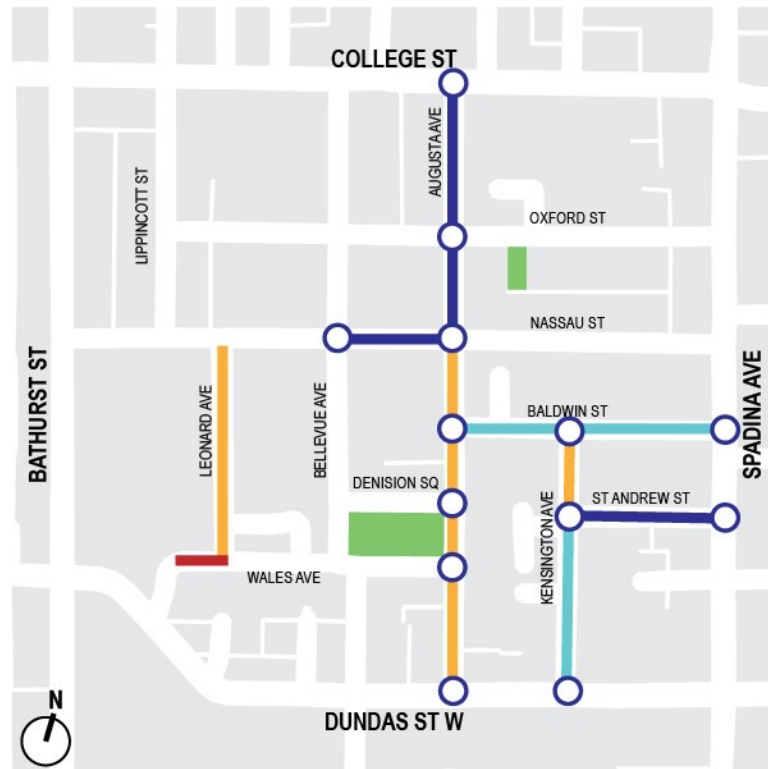 COLLEGE ST
AUGUSTA AVE
LIPPINCOTT ST
OXFORD ST
NASSAU ST
BATHURST ST
LEONARD AVE
BELLEVUE AVE
BALDWIN ST
SPADINA AVE
DENISION SQ
ST ANDREW ST
KENSINGTON AVE
WALES AVE
N
DUNDAS ST W